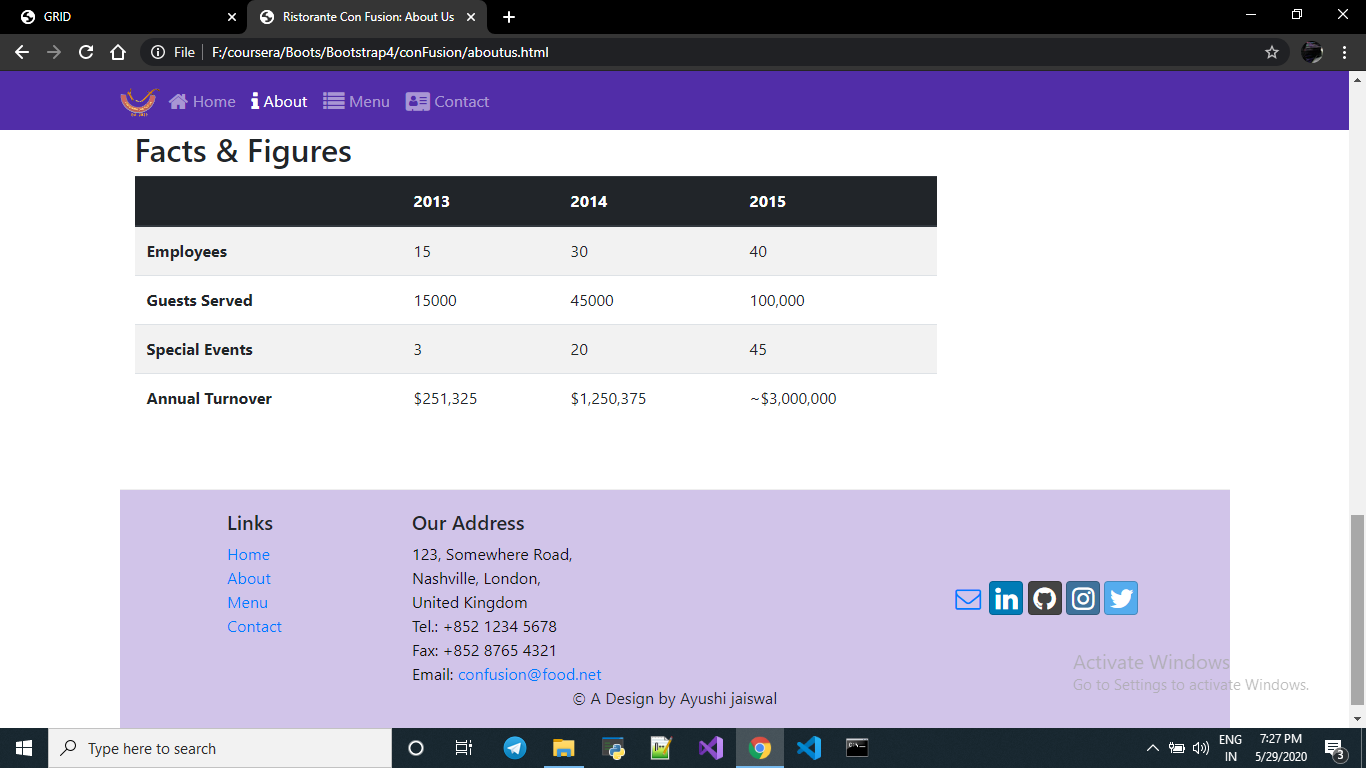 GRID
Ristorante Con Fusion: About Us
File
F:/coursera/Boots/Bootstrap4/conFusion/aboutus.html
Home About Menu Contact
Facts & Figures
2013 2014 2015
Employees 15 30 40
Guests Served 15000 45000 100,000
Special Events 3 20 45
Annual Turnover $251,325 $1,250,375 ~$3,000,000
Links
Home
About
Menu
Contact
Our Address
123, Somewhere Road,
Nashville, London,
United Kingdom
Tel.: +852 1234 5678
Fax: +852 8765 4321
Email: confusion@food.net
in
© A Design by Ayushi jaiswal
Activate Windows
Go to Settings to activate Windows.
Type here to search
ENG
IN
7:27 PM
5/29/2020
3